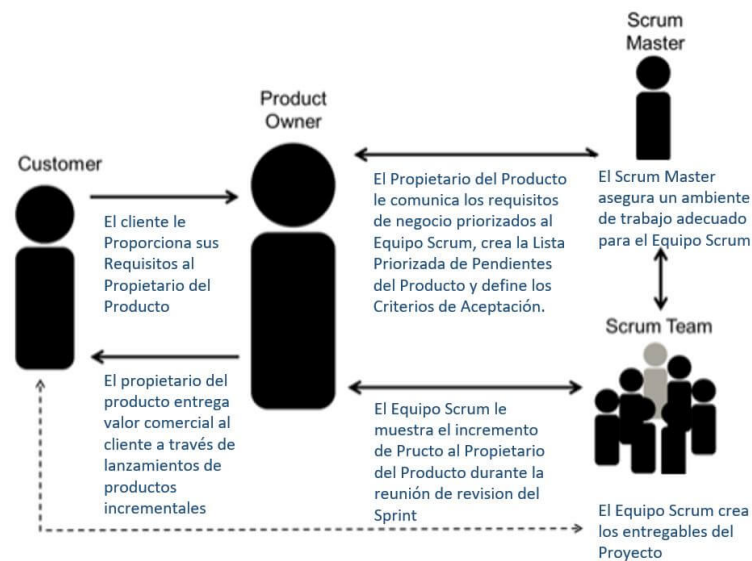 Scrum
Master
Product
Owner
Customer
El cliente le
Proporciona sus
Requisitos al
Propietario del
Producto
El Propietario del Producto
le comunica los requisitos
de negocio priorizados al
Equipo Scrum, crea la Lista
Priorizada de Pendientes
del Producto y define los
Criterios de Aceptación.
El Scrum Master
asegura un ambiente
de trabajo adecuado
para el Equipo Scrum
Scrum Team
El propietario del
producto entrega
valor comercial al
cliente a través de
lanzamientos de
productos
incrementales
El Equipo Scrum le
muestra el incremento
de Pructo al Propietario
del Producto durante la
reunión de revision del
Sprint
El Equipo Scrum crea
los entregables del
Proyecto